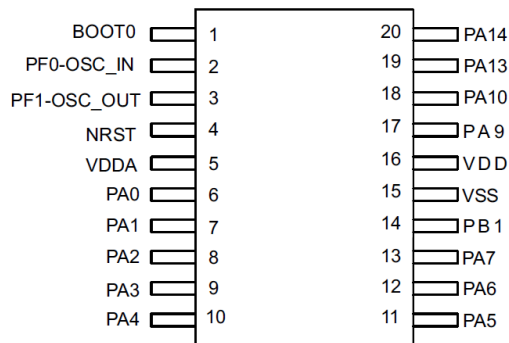 BOOT0 1 20 PA14
PF0-OSC_IN 2 19 PA13
PF1-OSC_OUT 3 18 PA10
NRST 4 17 PA9
VDDA 5 16 VDD
PA0 6 15 VSS
PA1 7 14 PB1
PA2 8 13 PA7
PA3 9 12 PA6
PA4 10 11 PA5